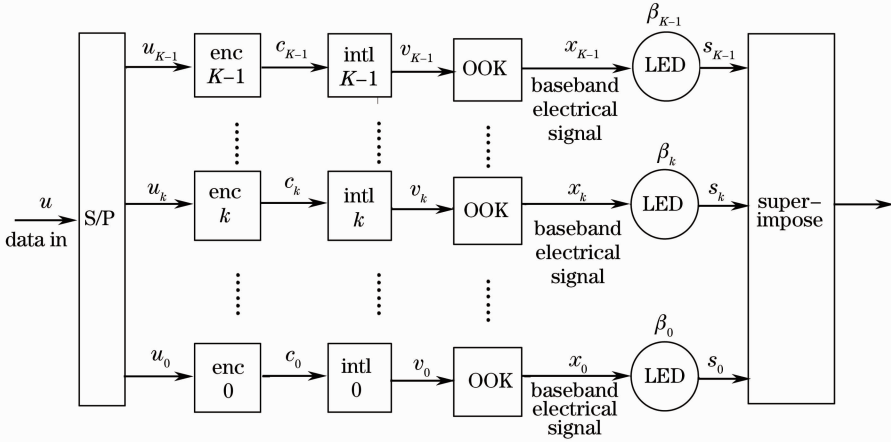 β_{K−1}
u_{K−1} enc K−1 c_{K−1} intl K−1 v_{K−1} OOK x_{K−1} LED s_{K−1}
baseband
electrical
signal
β_k
u
data in
S/P
u_k enc k c_k intl k v_k OOK x_k LED s_k
super-
impose
baseband
electrical
signal
β_0
u_0 enc 0 c_0 intl 0 v_0 OOK x_0 LED s_0
baseband
electrical
signal